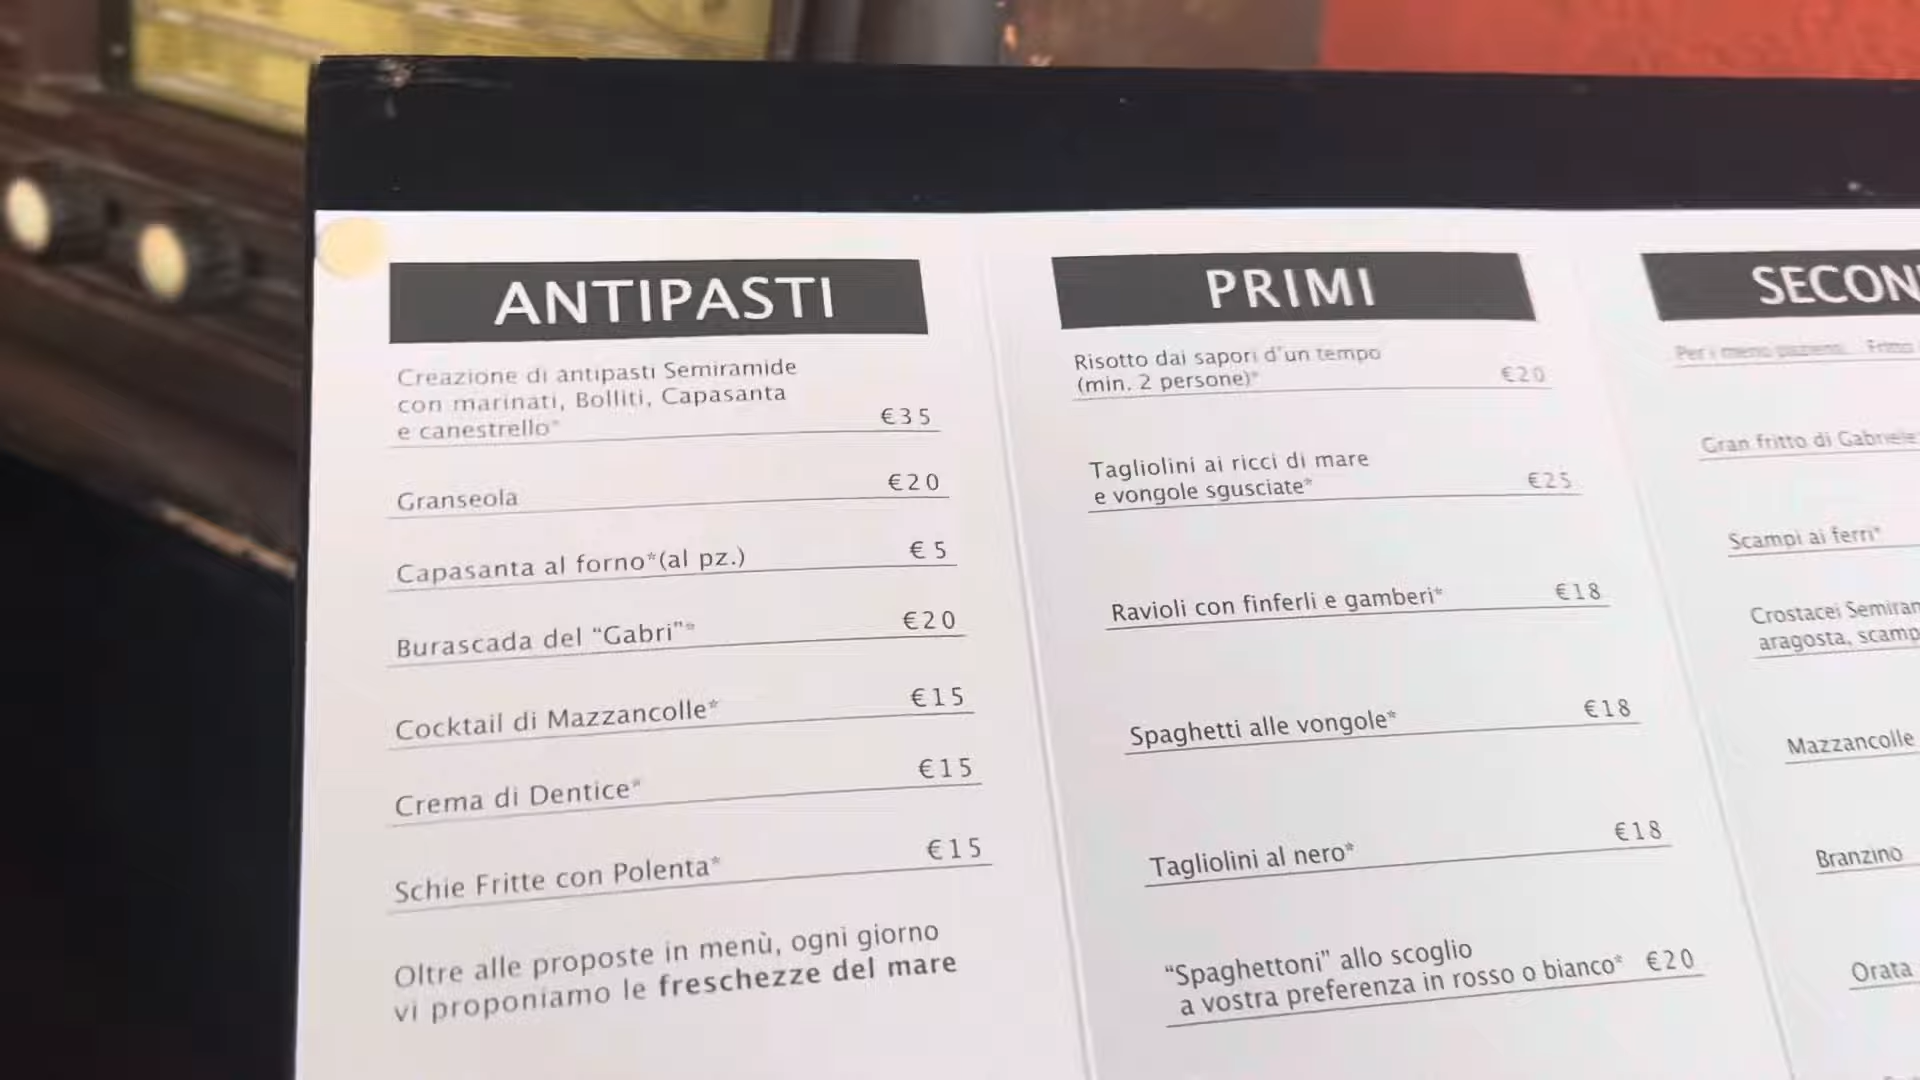 ANTIPASTI
Creazione di antipasti Semiramide
con marinati, Bolliti, Capasanta
e canestrello* €35
Granseola €20
Capasanta al forno*(al pz.) € 5
Burascada del “Gabri”* €20
Cocktail di Mazzancolle* €15
Crema di Dentice* €15
Schie Fritte con Polenta* €15
Oltre alle proposte in menù, ogni giorno
vi proponiamo le freschezze del mare
PRIMI
Risotto dai sapori d'un tempo
(min. 2 persone)* €20
Tagliolini ai ricci di mare
e vongole sgusciate* €25
Ravioli con finferli e gamberi* €18
Spaghetti alle vongole* €18
Tagliolini al nero* €18
“Spaghettoni” allo scoglio
a vostra preferenza in rosso o bianco* €20
SECON
Gran fritto di Gabriele
Scampi ai ferri*
Crostacei Semiram
aragosta, scamp
Mazzancolle
Branzino
Orata